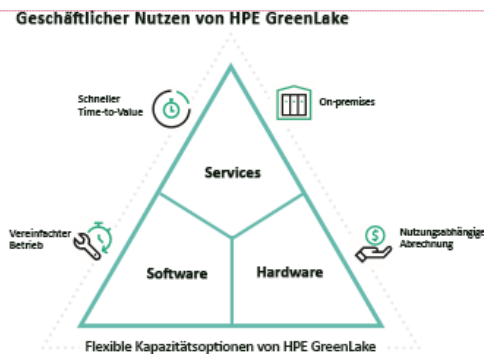 Geschäftlicher Nutzen von HPE GreenLake
Schneller
Time-to-Value
On-premises
Services
Vereinfachter
Betrieb
Nutzungsabhängige
Abrechnung
Software
Hardware
Flexible Kapazitätsoptionen von HPE GreenLake